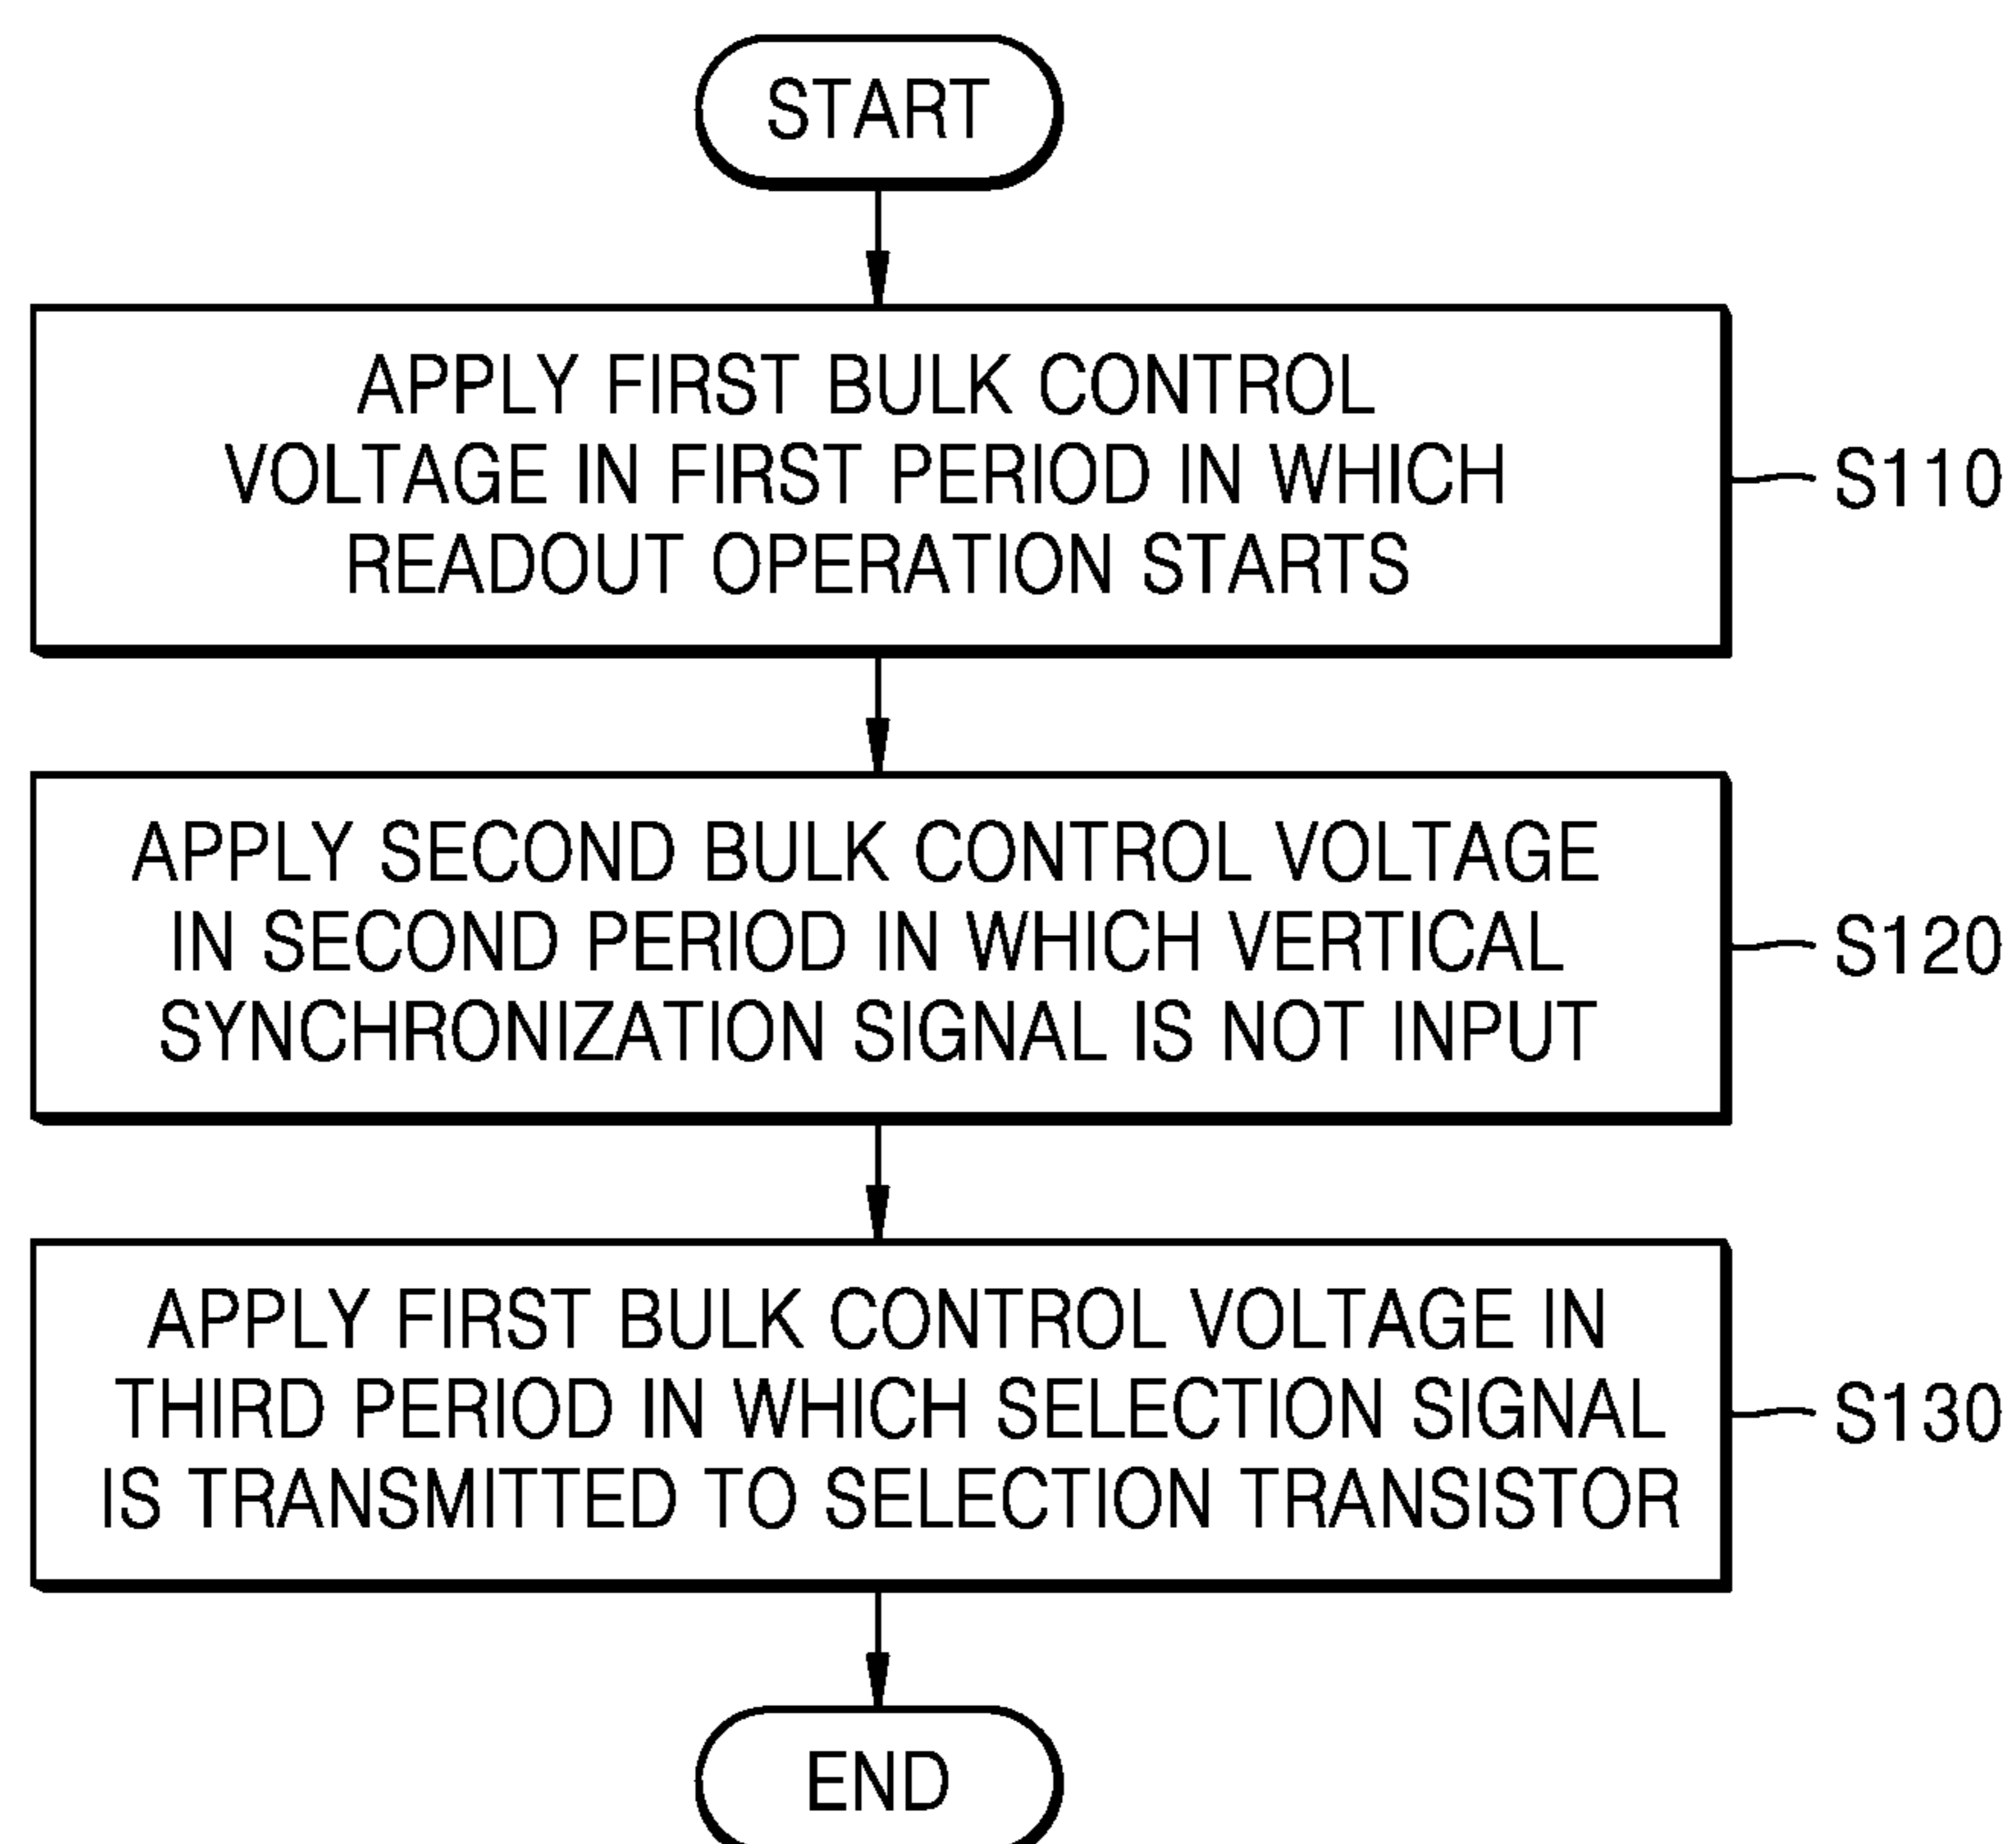 START
APPLY FIRST BULK CONTROL
VOLTAGE IN FIRST PERIOD IN WHICH
READOUT OPERATION STARTS
S110
APPLY SECOND BULK CONTROL VOLTAGE
IN SECOND PERIOD IN WHICH VERTICAL
SYNCHRONIZATION SIGNAL IS NOT INPUT
S120
APPLY FIRST BULK CONTROL VOLTAGE IN
THIRD PERIOD IN WHICH SELECTION SIGNAL
IS TRANSMITTED TO SELECTION TRANSISTOR
S130
END